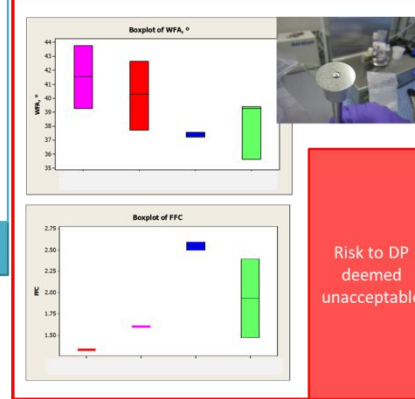 Boxplot of WFA, º
WFA, º
44
43
42
41
40
39
38
37
36
35
Boxplot of FFC
FFC
2.75
2.50
2.25
2.00
1.75
1.50
Risk to DP
deemed
unacceptable